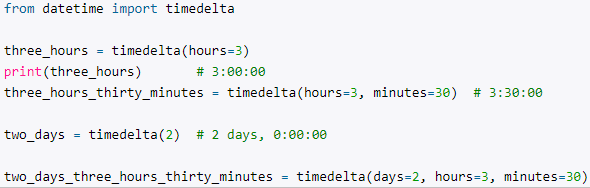 from datetime import timedelta
three_hours = timedelta(hours=3)
print(three_hours)       # 3:00:00
three_hours_thirty_minutes = timedelta(hours=3, minutes=30)  # 3:30:00
two_days = timedelta(2)  # 2 days, 0:00:00
two_days_three_hours_thirty_minutes = timedelta(days=2, hours=3, minutes=30)